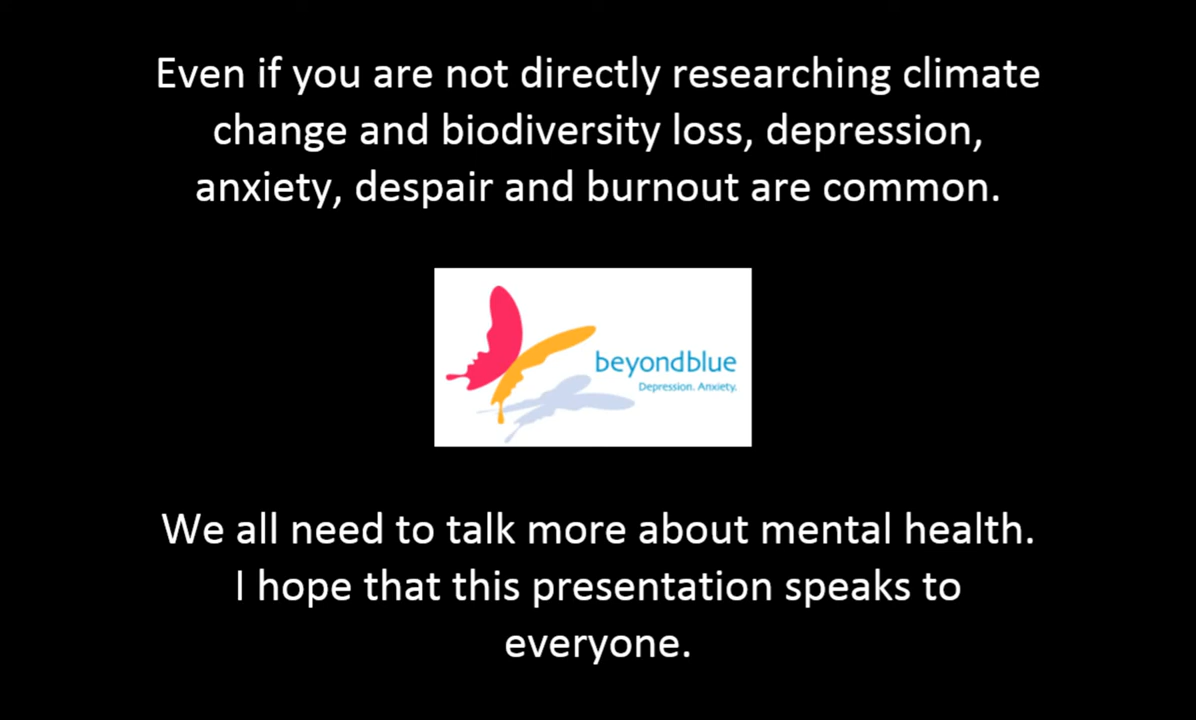 Even if you are not directly researching climate
change and biodiversity loss, depression,
anxiety, despair and burnout are common.
beyondblue
Depression. Anxiety.
We all need to talk more about mental health.
I hope that this presentation speaks to
everyone.